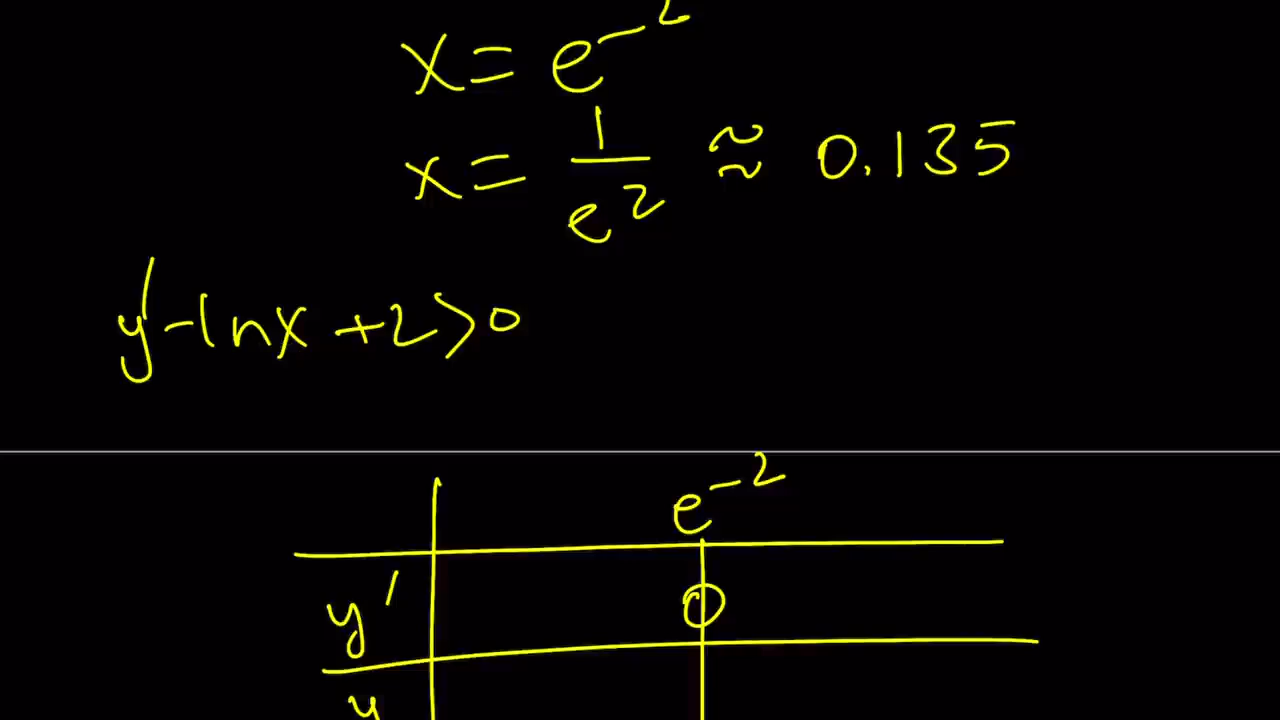 x = e^-2
x = 1/e^2 ≈ 0.135
y' - ln x + 2 > 0
e^-2
y' 0
y